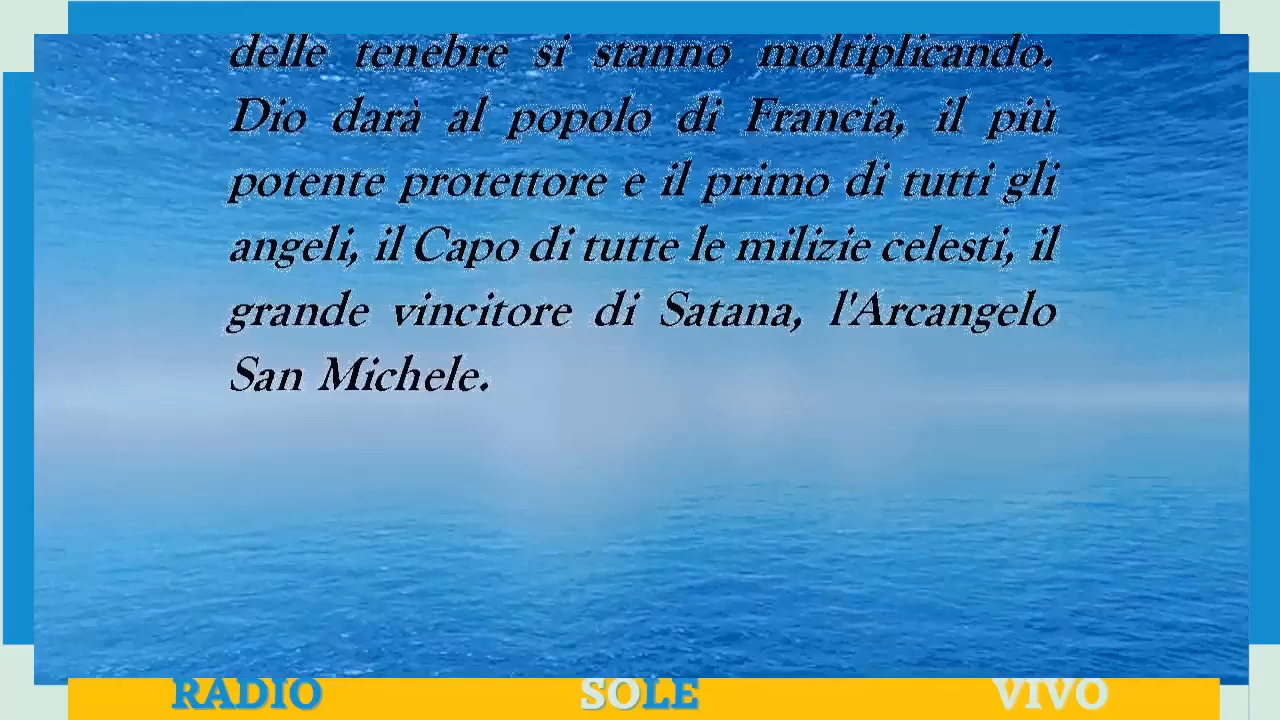 delle tenebre si stanno moltiplicando.
Dio darà al popolo di Francia, il più
potente protettore e il primo di tutti gli
angeli, il Capo di tutte le milizie celesti, il
grande vincitore di Satana, l'Arcangelo
San Michele.
RADIO SOLE VIVO